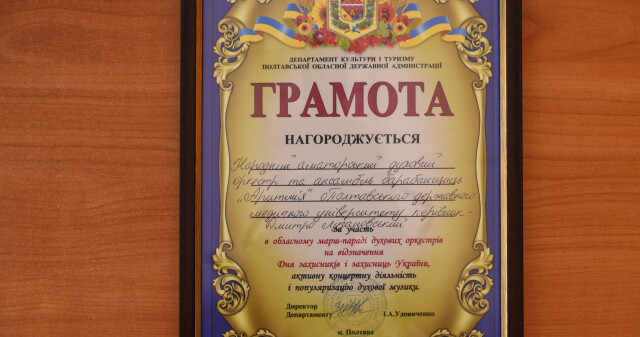 ДЕПАРТАМЕНТ КУЛЬТУРИ І ТУРИЗМУ
ПОЛТАВСЬКОЇ ОБЛАСНОЇ ДЕРЖАВНОЇ АДМІНІСТРАЦІЇ
ГРАМОТА
НАГОРОДЖУЄТЬСЯ
Народний аматорський духовий
оркестр та ансамбль барабанщиць
„Аритмія" Полтавського державного
медичного університету керівник -
Дмитро
за участь
в обласному марш-параді духових оркестрів
на відзначення
Дня захисників і захисниць України,
активну концертну діяльність
і популяризацію духової музики.
Директор
Департаменту І.А.Удовиченко
м. Полтава